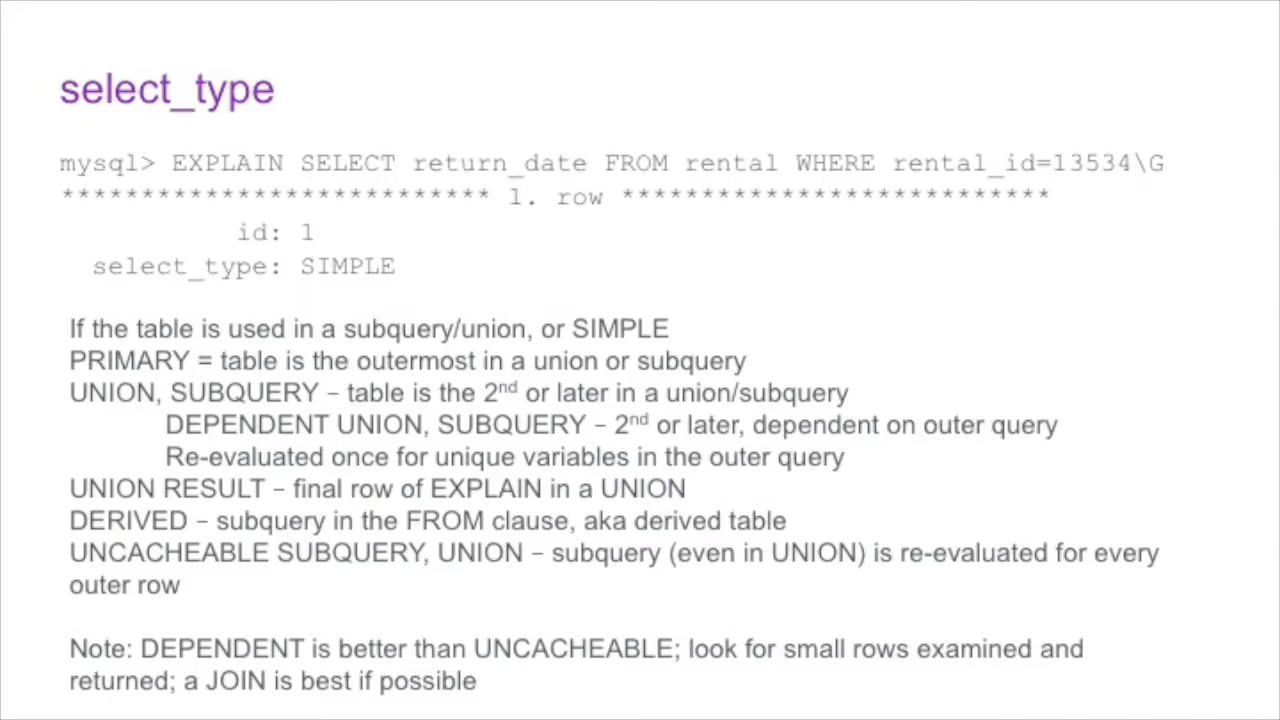 select_type
mysql> EXPLAIN SELECT return_date FROM rental WHERE rental_id=13534\G
*************************** 1. row ***************************
id: 1
select_type: SIMPLE
If the table is used in a subquery/union, or SIMPLE
PRIMARY = table is the outermost in a union or subquery
UNION, SUBQUERY – table is the 2nd or later in a union/subquery
DEPENDENT UNION, SUBQUERY – 2nd or later, dependent on outer query
Re-evaluated once for unique variables in the outer query
UNION RESULT – final row of EXPLAIN in a UNION
DERIVED – subquery in the FROM clause, aka derived table
UNCACHEABLE SUBQUERY, UNION – subquery (even in UNION) is re-evaluated for every
outer row
Note: DEPENDENT is better than UNCACHEABLE; look for small rows examined and
returned; a JOIN is best if possible